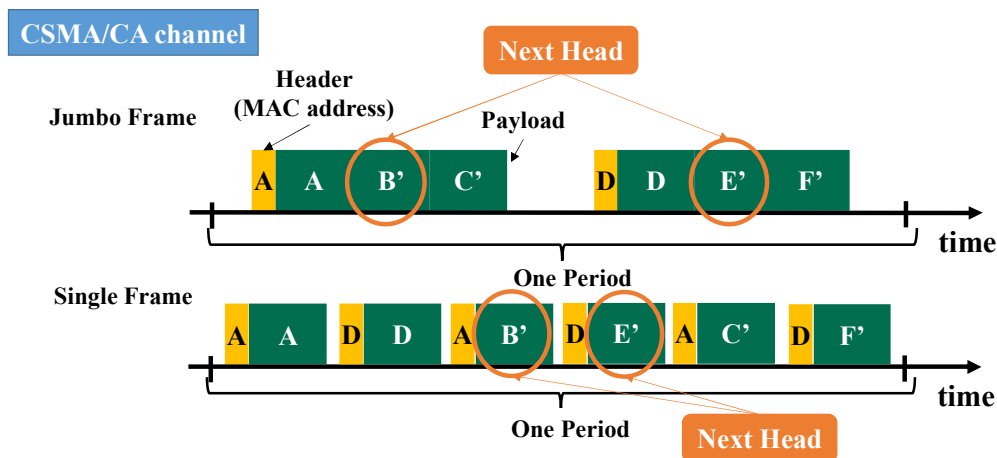 CSMA/CA channel
Next Head
Header
(MAC address)
Jumbo Frame
Payload
A A B’ C’ D D E’ F’
time
One Period
Single Frame
A A D D A B’ D E’ A C’ D F’
time
One Period
Next Head